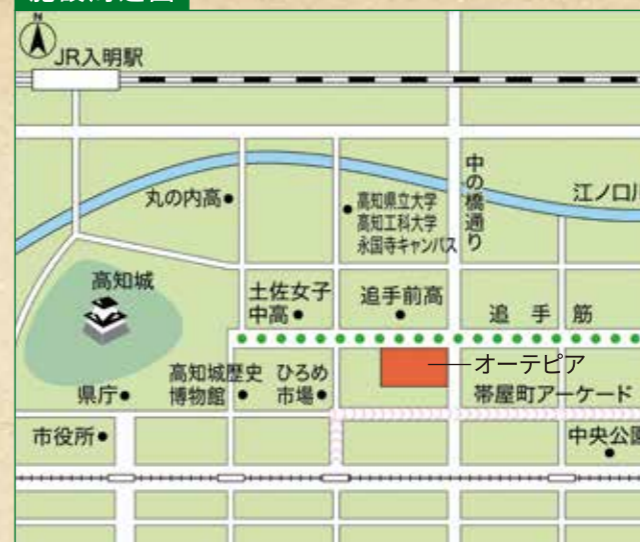 N
JR入明駅
中の橋通り
江ノ口
丸の内高
高知県立大学
高知工科大学
永国寺キャンパス
高知城
土佐女子
中高
追手前高
追手筋
オーテピア
高知城歴史
博物館
ひろめ
市場
県庁
帯屋町アーケード
市役所
中央公園